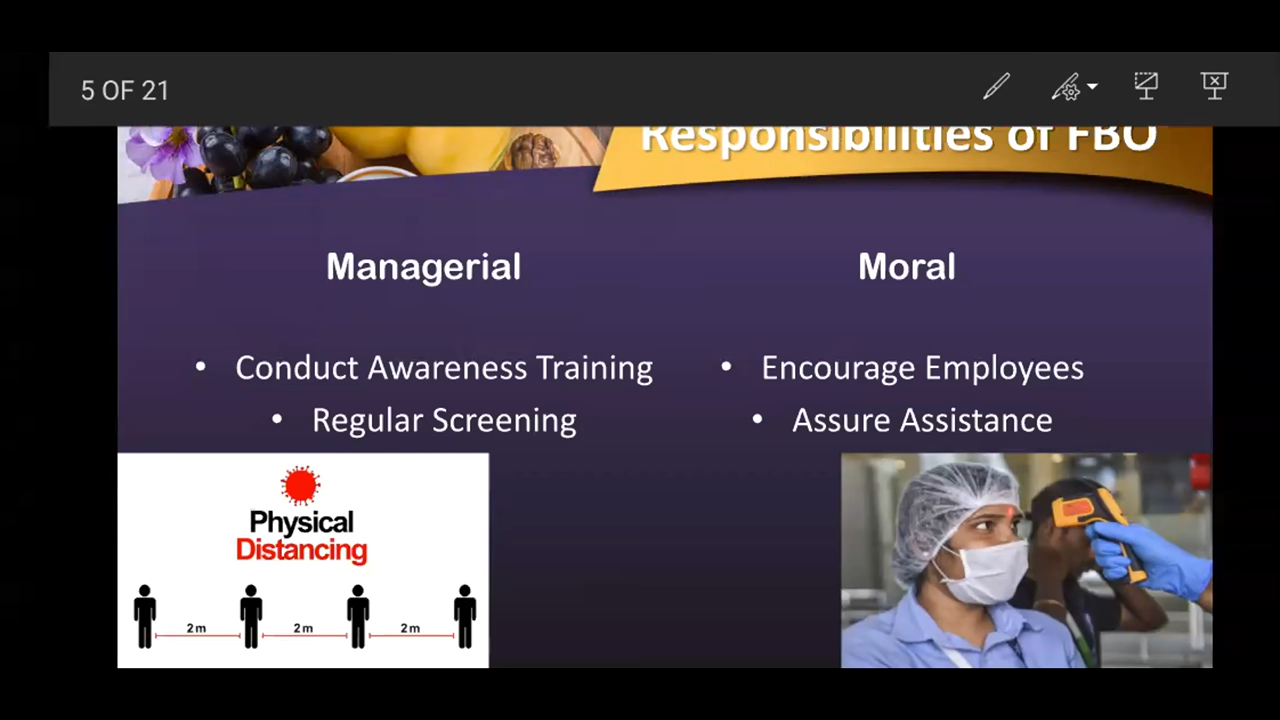 5 OF 21
Responsibilities of FBO
Managerial
• Conduct Awareness Training
• Regular Screening
Moral
• Encourage Employees
• Assure Assistance
Physical
Distancing
2m 2m 2m